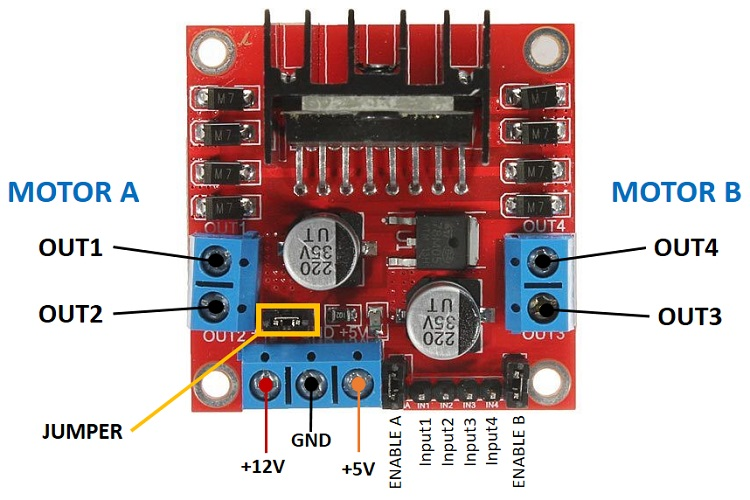 M7
M7
M7
M7
M7
M7
M7
M7
MOTOR A
MOTOR B
OUT1
OUT4
OUT1
OUT4
220
35V
UT
U1
OUT2
OUT3
220
35V
UT
OUT2
OUT3
+5V
JUMPER
+12V
GND
+5V
A
IN1
IN2
IN3
IN4
ENABLE A
Input1
Input2
Input3
Input4
ENABLE B